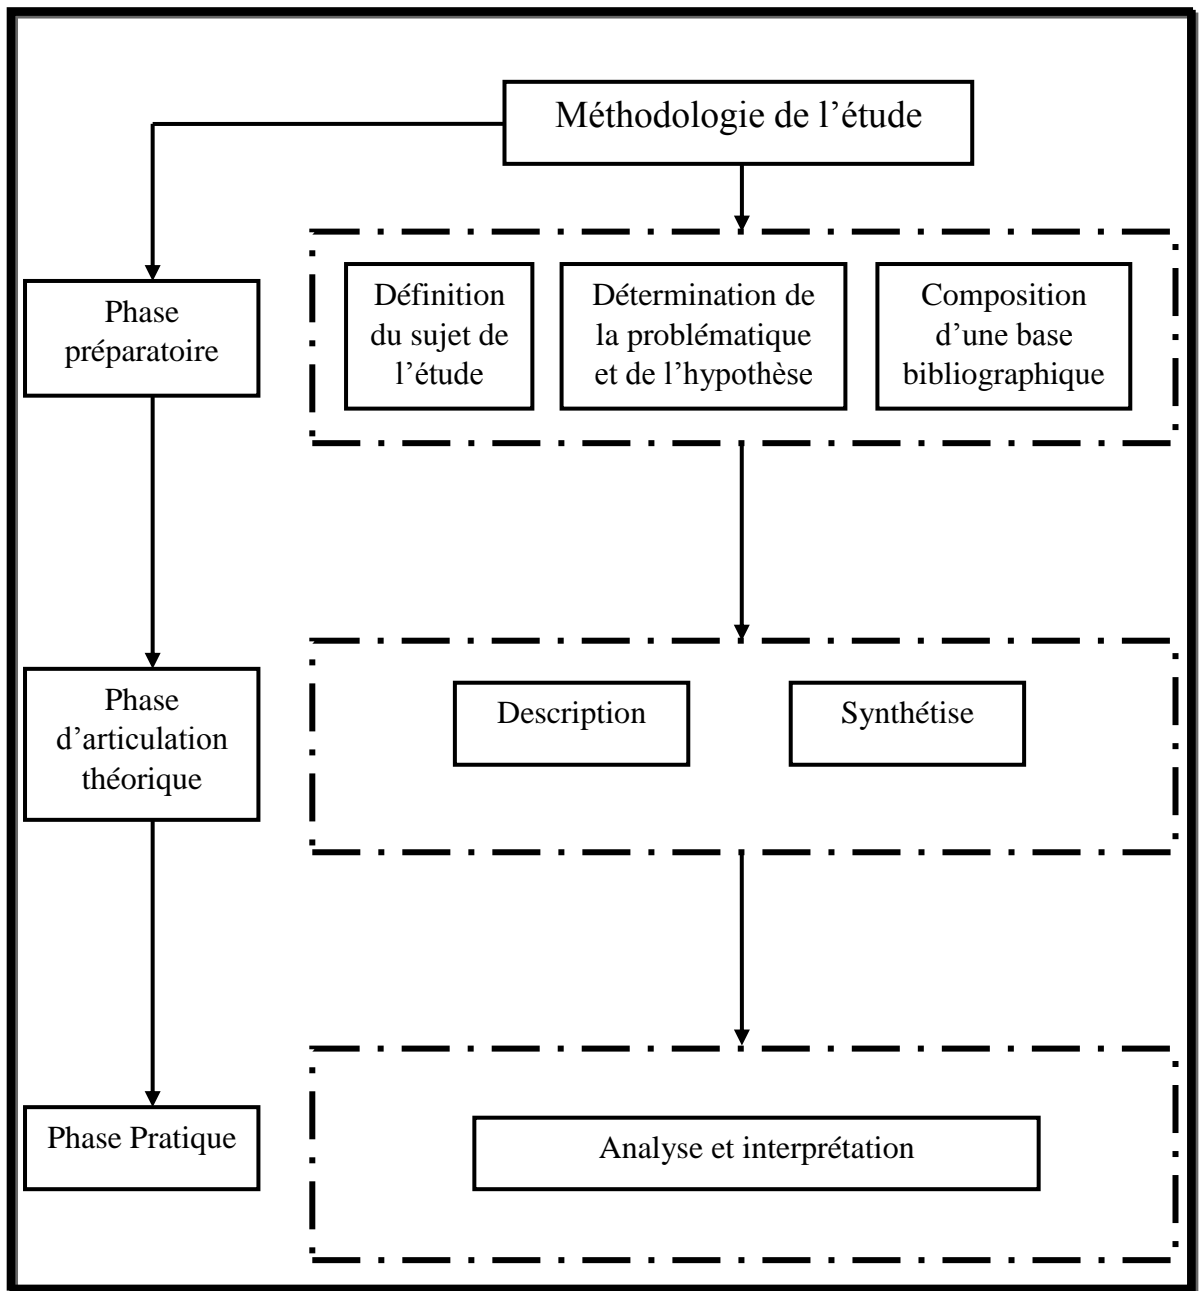 Méthodologie de l’étude
Phase
préparatoire
Définition
du sujet de
l’étude
Détermination de
la problématique
et de l’hypothèse
Composition
d’une base
bibliographique
Phase
d’articulation
théorique
Description
Synthétise
Phase Pratique
Analyse et interprétation